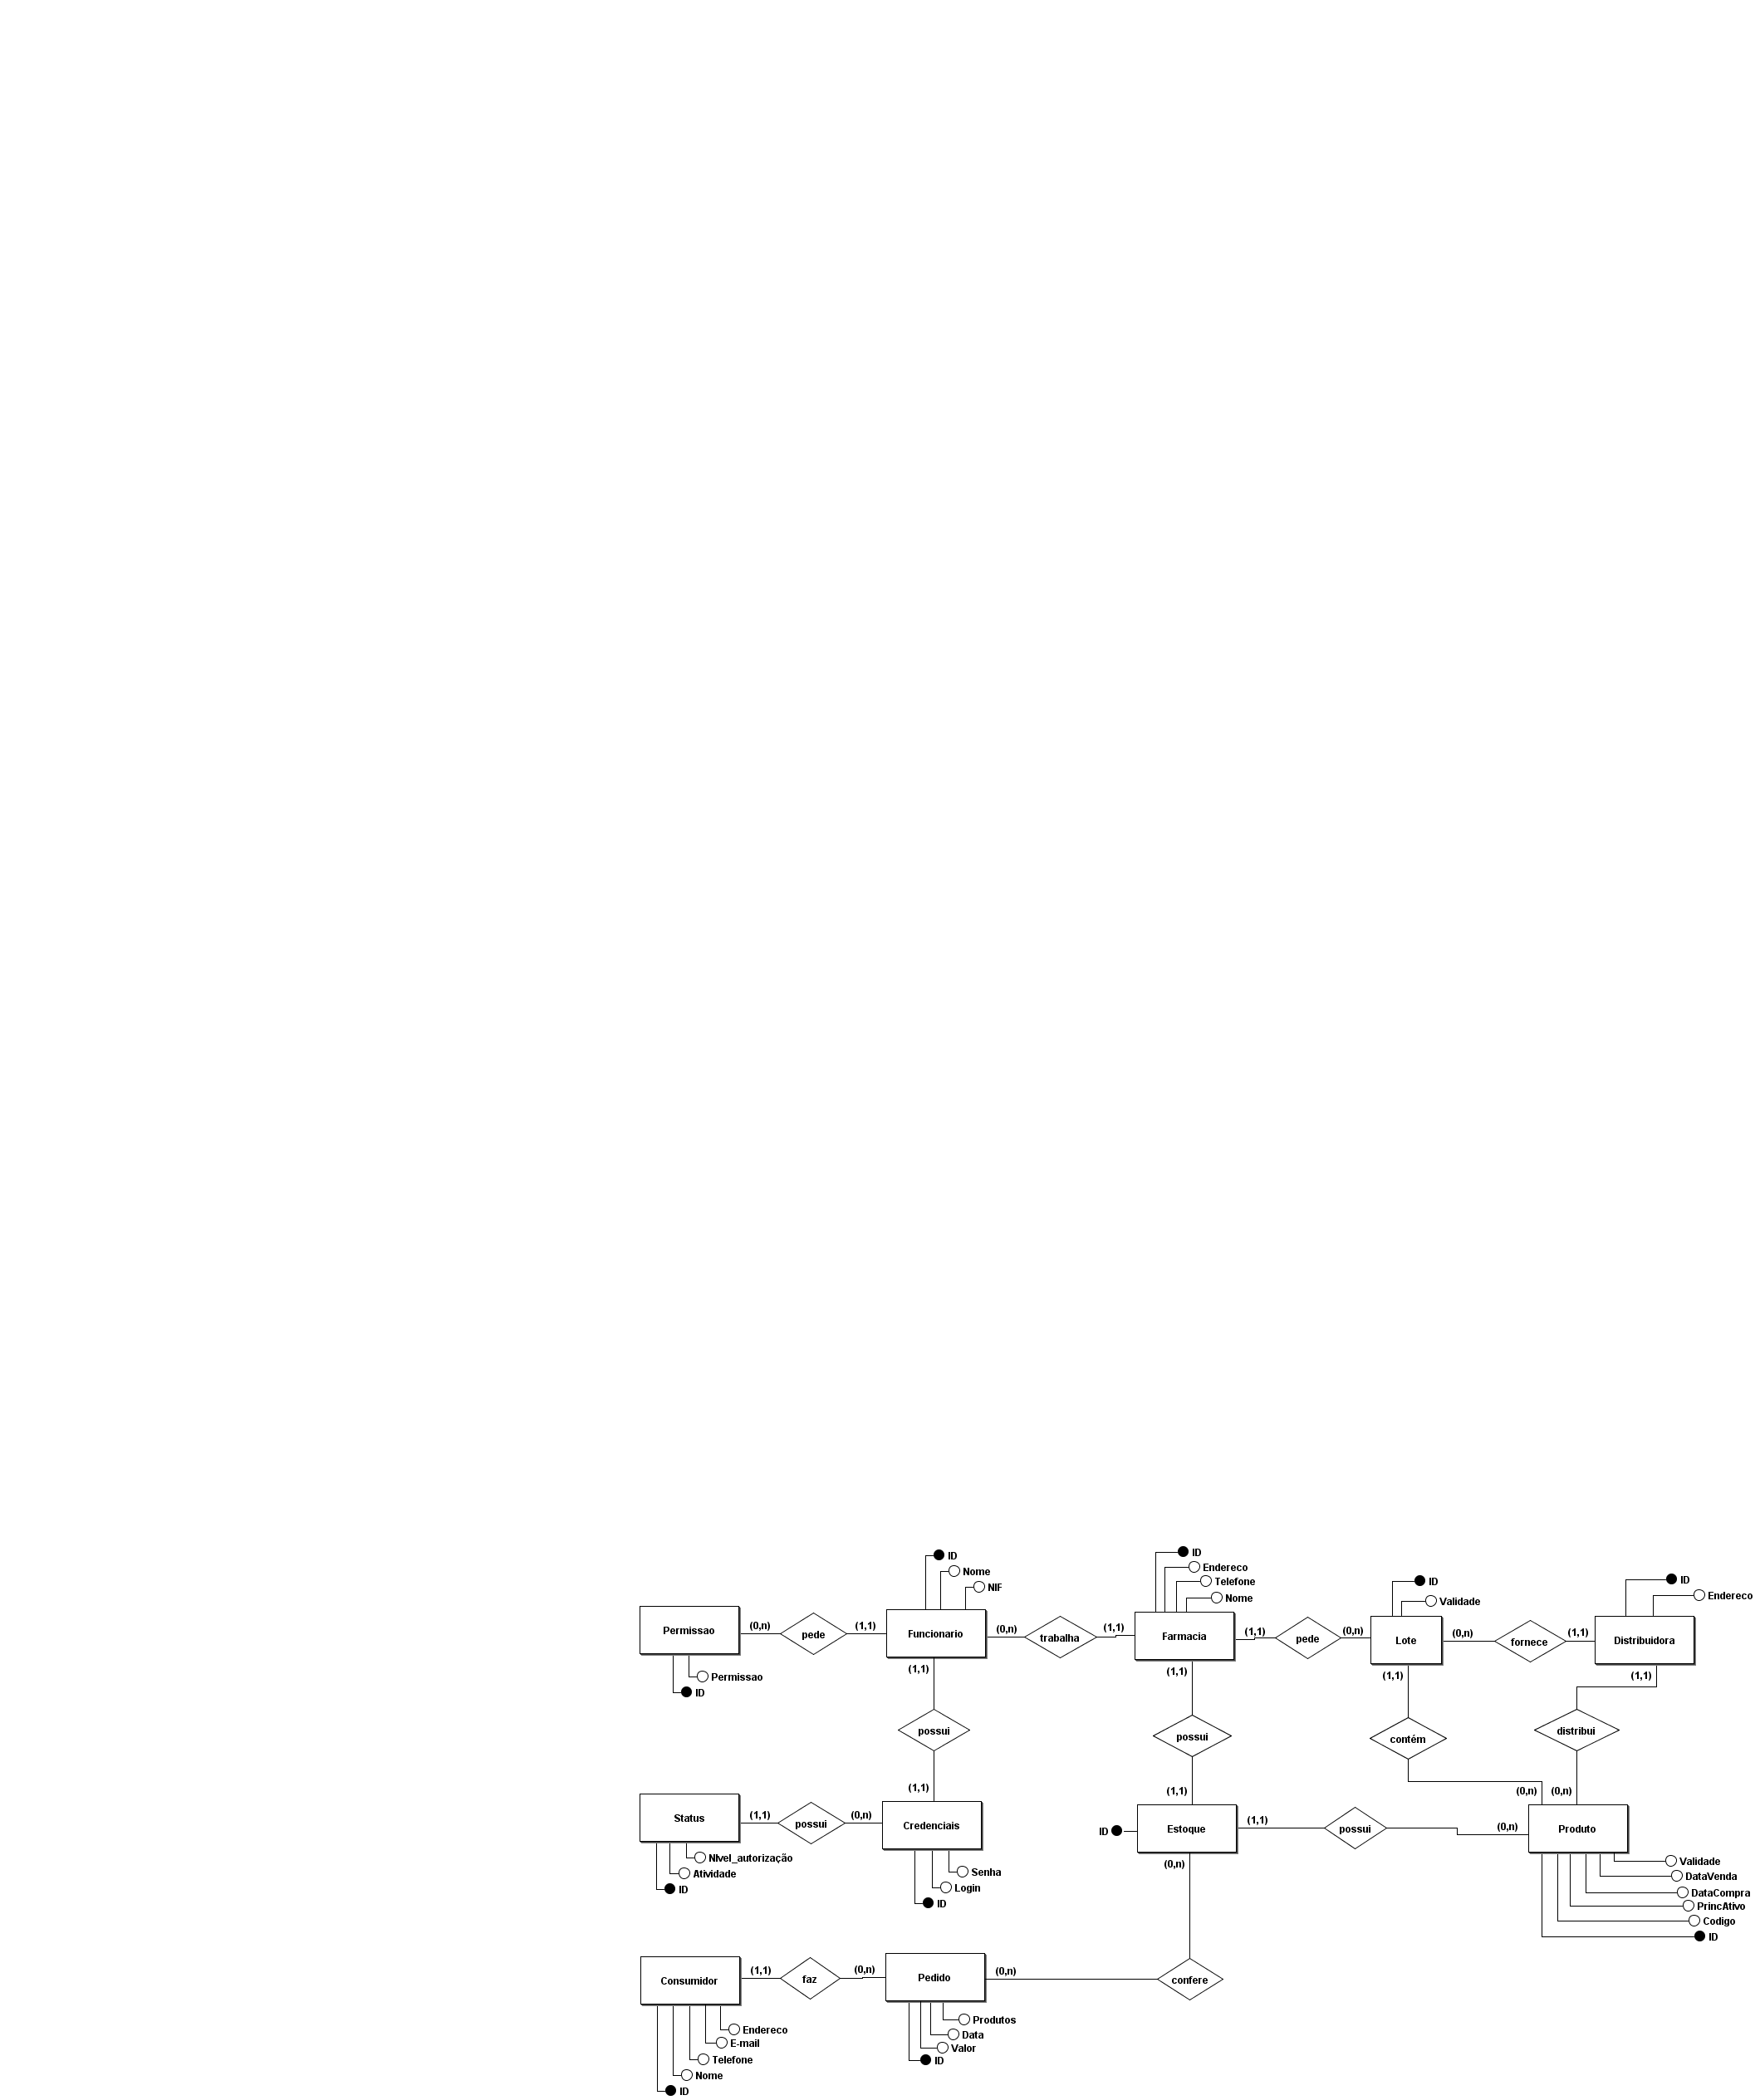 ID
Nome
NIF
ID
Endereco
Telefone
Nome
ID
Validade
ID
Endereco
Permissao (0,n) pede (1,1) Funcionario (0,n) trabalha (1,1) Farmacia (1,1) pede (0,n) Lote (0,n) fornece (1,1) Distribuidora
(1,1) (1,1) (1,1) (1,1)
Permissao
ID
possui possui contém distribui
(1,1) (1,1) (0,n) (0,n)
Status (1,1) possui (0,n) Credenciais
ID Estoque (1,1) possui (0,n) Produto
(0,n)
NIvel_autorização
Atividade
ID
Senha
Login
ID
Validade
DataVenda
DataCompra
PrincAtivo
Codigo
ID
Consumidor (1,1) faz (0,n) Pedido (0,n) confere
Endereco
E-mail
Telefone
Nome
ID
Produtos
Data
Valor
ID